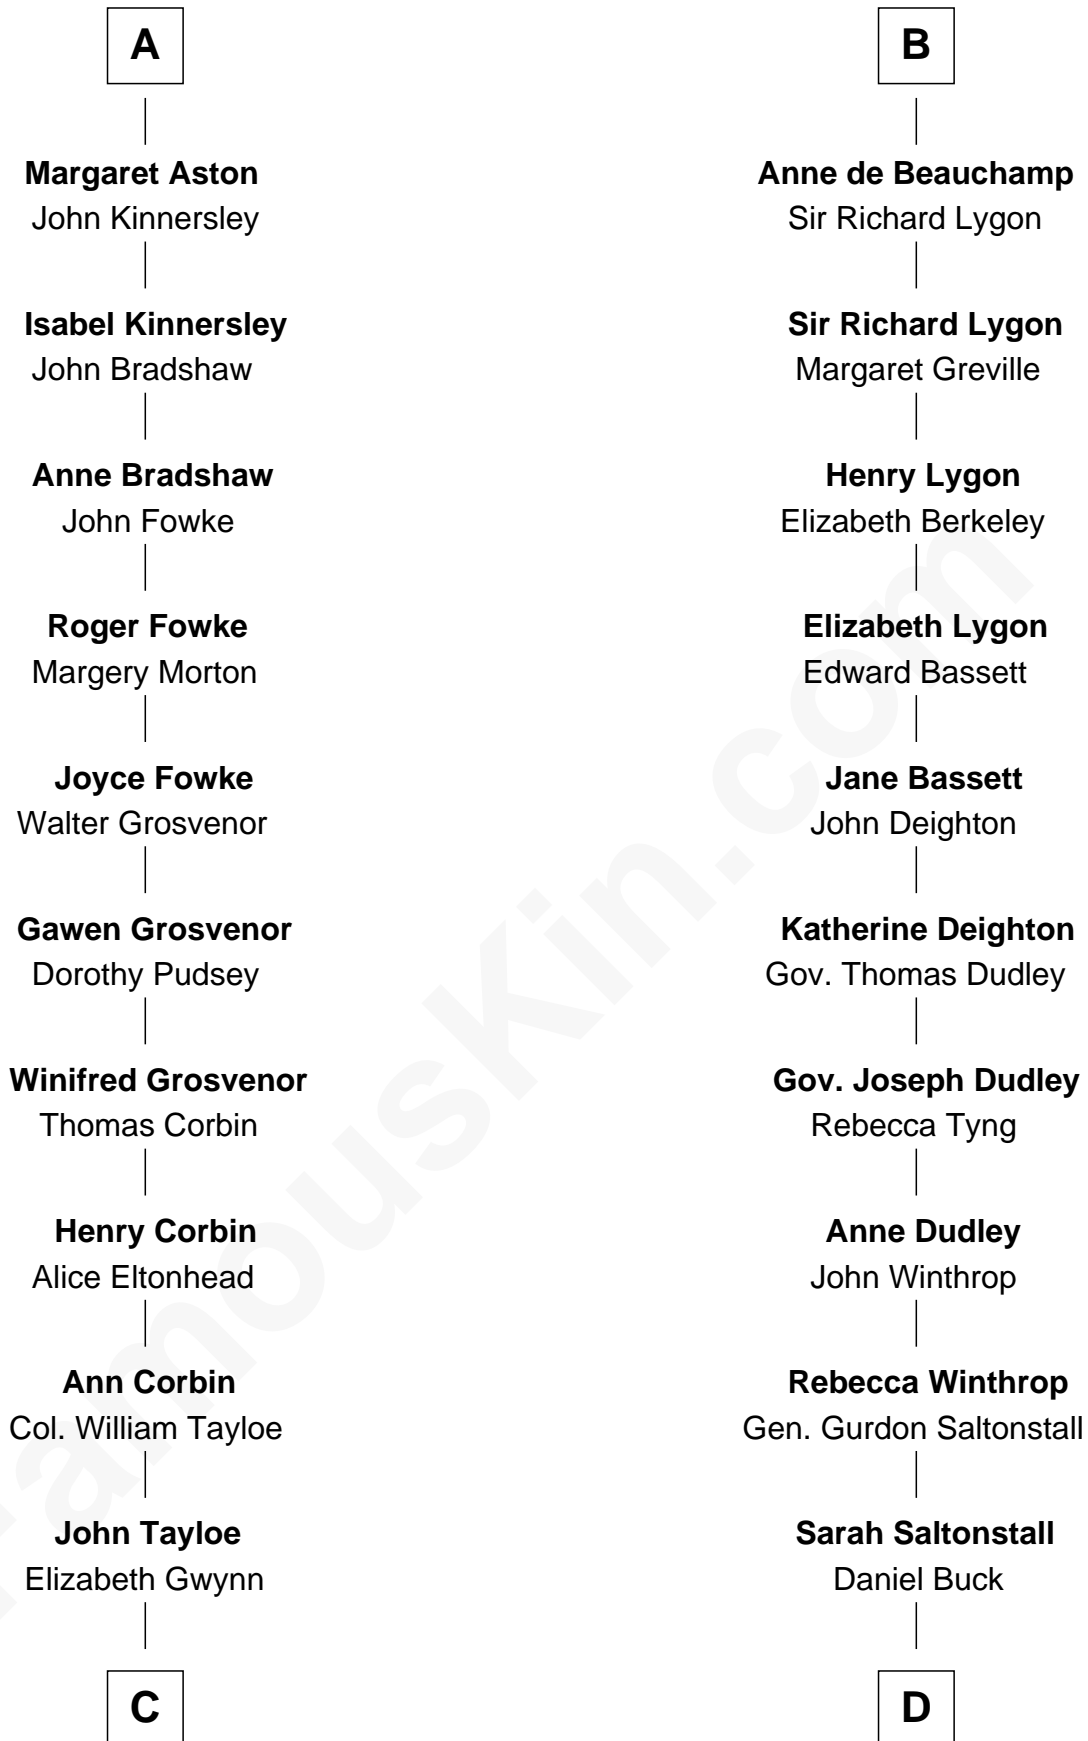 A
Margaret Aston
John Kinnersley
Isabel Kinnersley
John Bradshaw
Anne Bradshaw
John Fowke
Roger Fowke
Margery Morton
Joyce Fowke
Walter Grosvenor
Gawen Grosvenor
Dorothy Pudsey
Winifred Grosvenor
Thomas Corbin
Henry Corbin
Alice Eltonhead
Ann Corbin
Col. William Tayloe
John Tayloe
Elizabeth Gwynn
C
B
Anne de Beauchamp
Sir Richard Lygon
Sir Richard Lygon
Margaret Greville
Henry Lygon
Elizabeth Berkeley
Elizabeth Lygon
Edward Bassett
Jane Bassett
John Deighton
Katherine Deighton
Gov. Thomas Dudley
Gov. Joseph Dudley
Rebecca Tyng
Anne Dudley
John Winthrop
Rebecca Winthrop
Gen. Gurdon Saltonstall
Sarah Saltonstall
Daniel Buck
D
FamousKin.com